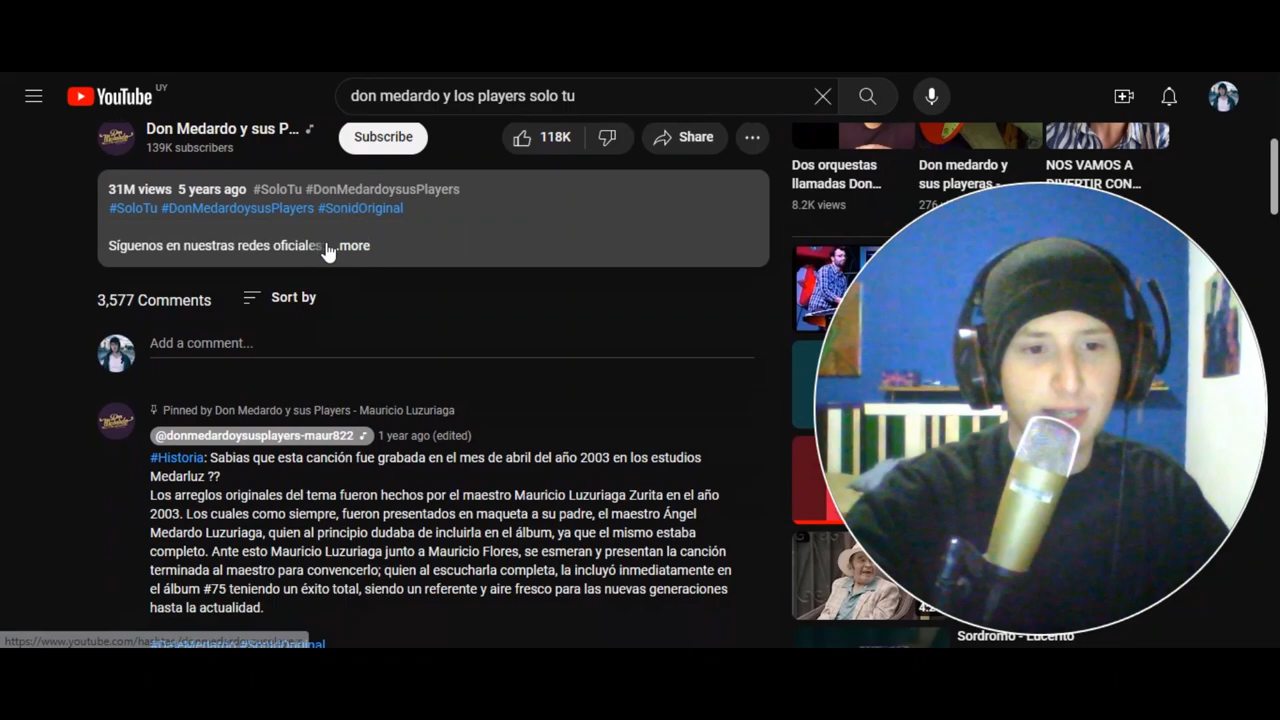 YouTube UY
don medardo y los players solo tu
Don Medardo y sus P...
139K subscribers
Subscribe
118K
Share
31M views 5 years ago #SoloTu #DonMedardoysusPlayers
#SoloTu #DonMedardoysusPlayers #SonidOriginal
Síguenos en nuestras redes oficiales ...more
3,577 Comments
Sort by
Add a comment...
Pinned by Don Medardo y sus Players - Mauricio Luzuriaga
@donmedardoysusplayers-maur822 1 year ago (edited)
#Historia: Sabias que esta canción fue grabada en el mes de abril del año 2003 en los estudios
Medarluz ??
Los arreglos originales del tema fueron hechos por el maestro Mauricio Luzuriaga Zurita en el año
2003. Los cuales como siempre, fueron presentados en maqueta a su padre, el maestro Ángel
Medardo Luzuriaga, quien al principio dudaba de incluirla en el álbum, ya que el mismo estaba
completo. Ante esto Mauricio Luzuriaga junto a Mauricio Flores, se esmeran y presentan la canción
terminada al maestro para convencerlo; quien al escucharla completa, la incluyó inmediatamente en
el álbum #75 teniendo un éxito total, siendo un referente y aire fresco para las nuevas generaciones
hasta la actualidad.
#SonidOriginal
Dos orquestas
llamadas Don...
8.2K views
Don medardo y
sus playeras -
276
NOS VAMOS A
DIVERTIR CON...
Sordromo - Lucerito